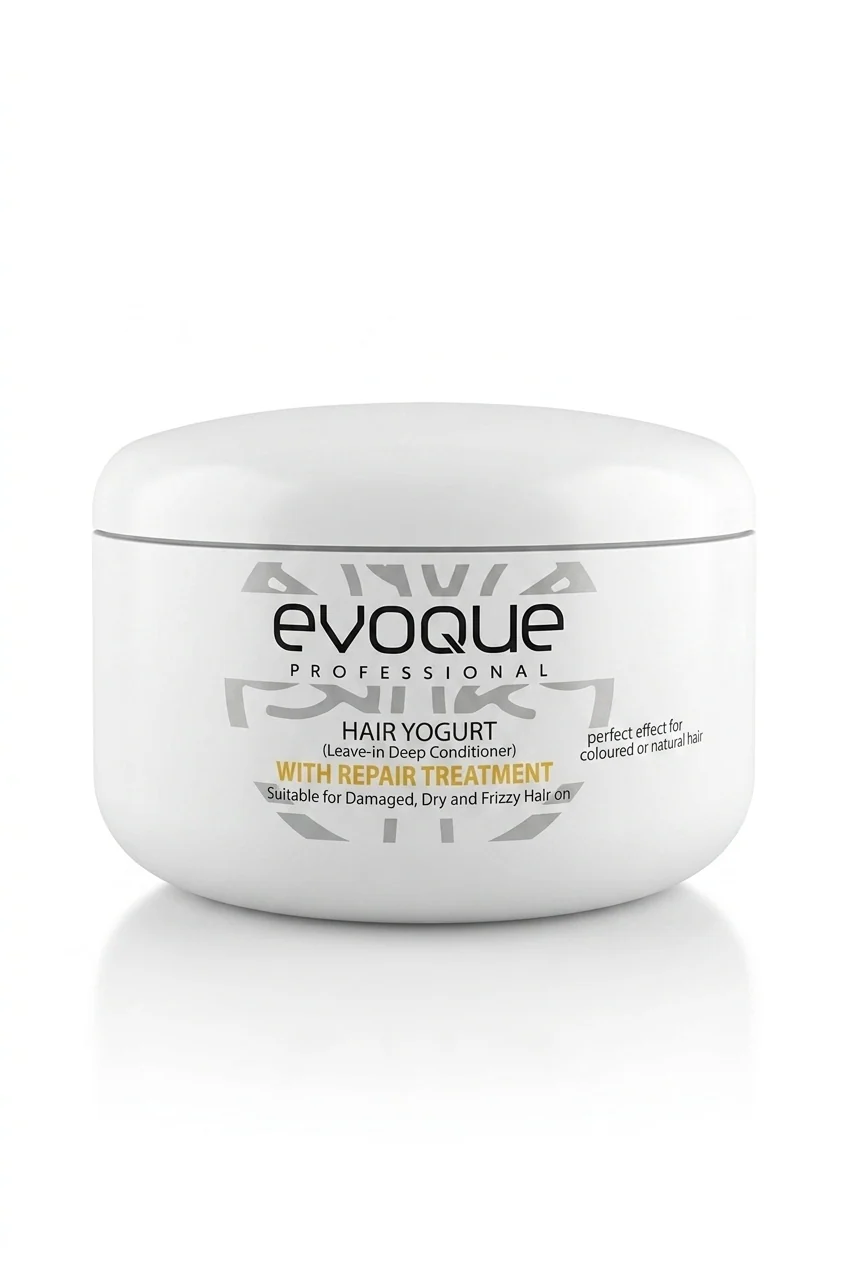 evoque
PROFESSIONAL
HAIR YOGURT
(Leave-in Deep Conditioner)
WITH REPAIR TREATMENT
Suitable for Damaged, Dry and Frizzy Hair on
perfect effect for
coloured or natural hair